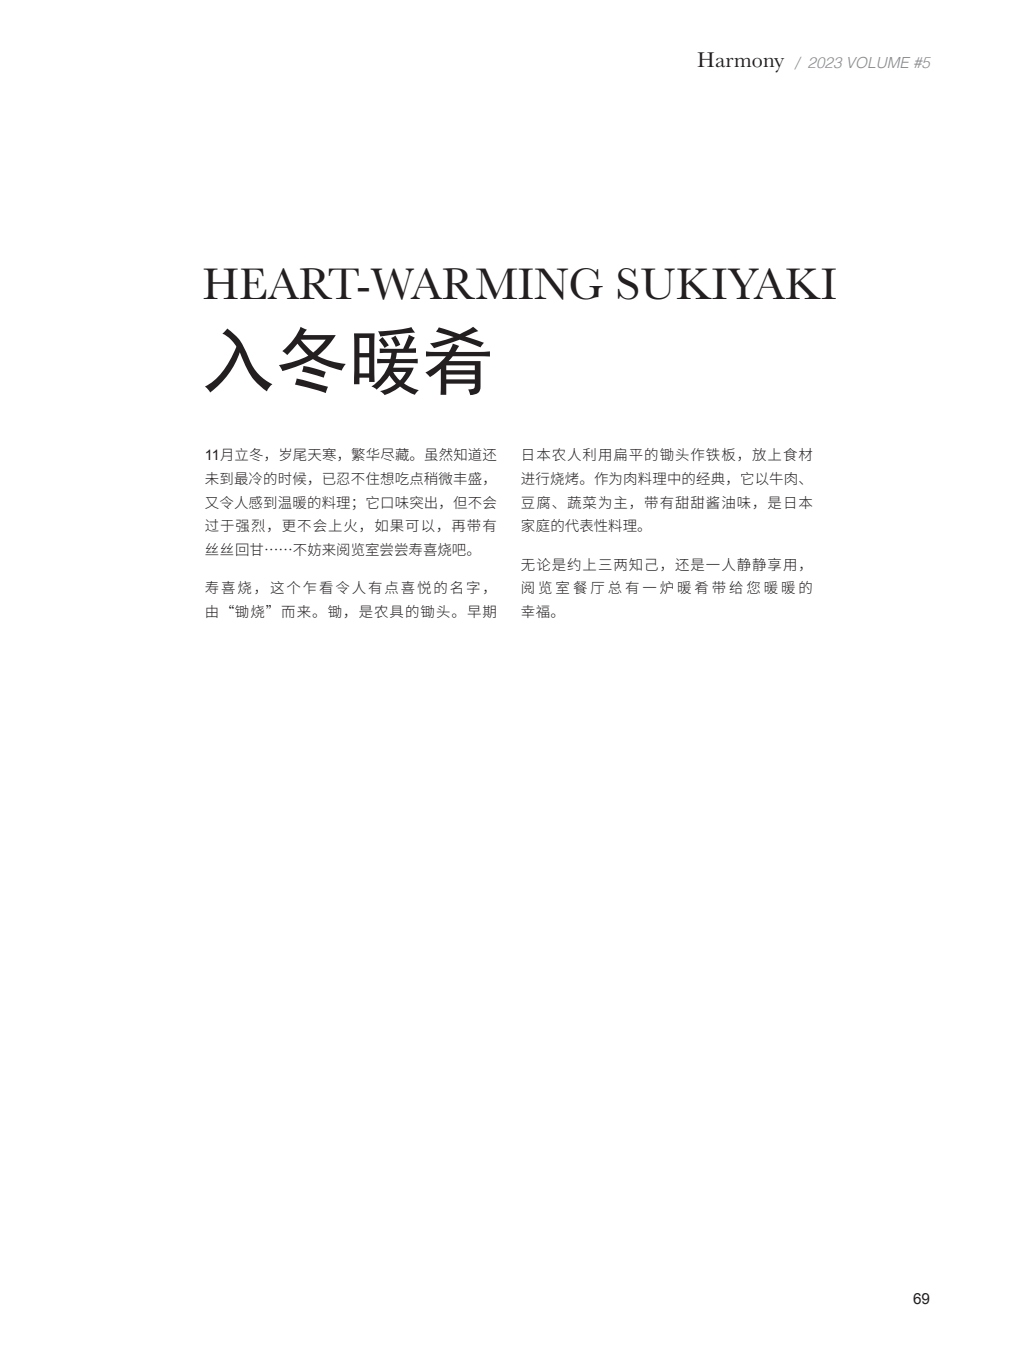 Harmony / 2023 VOLUME #5
HEART-WARMING SUKIYAKI
入冬暖肴
11月立冬，岁尾天寒，繁华尽藏。虽然知道还
未到最冷的时候，已忍不住想吃点稍微丰盛，
又令人感到温暖的料理；它口味突出，但不会
过于强烈，更不会上火，如果可以，再带有
丝丝回甘……不妨来阅览室尝尝寿喜烧吧。
寿喜烧，这个乍看令人有点喜悦的名字，
由“锄烧”而来。锄，是农具的锄头。早期
日本农人利用扁平的锄头作铁板，放上食材
进行烧烤。作为肉料理中的经典，它以牛肉、
豆腐、蔬菜为主，带有甜甜酱油味，是日本
家庭的代表性料理。
无论是约上三两知己，还是一人静静享用，
阅览室餐厅总有一炉暖肴带给您暖暖的
幸福。
69